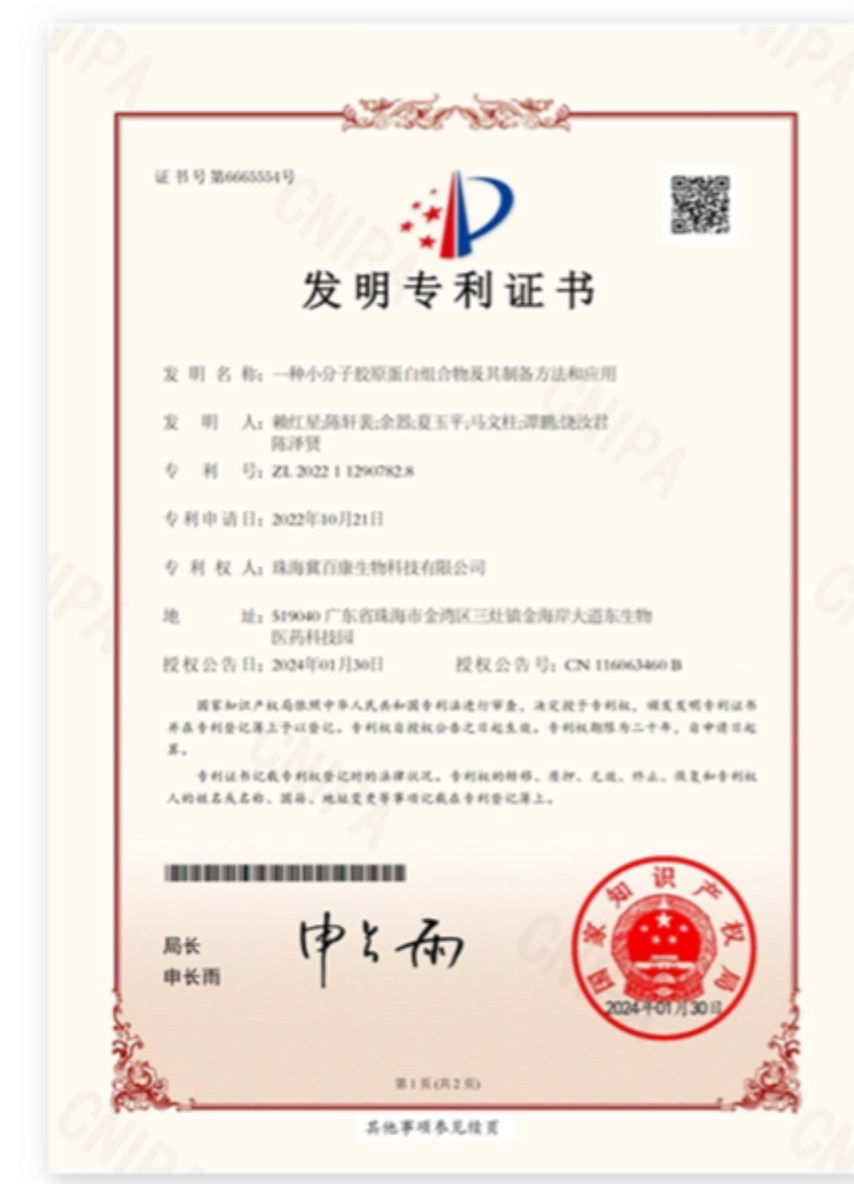 证书号第6665554号
发明专利证书
发明名称：一种小分子胶原蛋白组合物及其制备方法和应用
发明人：赖红星;陈轩裴;余器;夏玉平;马文柱;谭鹏;饶汝君
陈泽贤
专利号：ZL 2022 1 1290782.8
专利申请日：2022年10月21日
专利权人：珠海冀百康生物科技有限公司
地址：519040 广东省珠海市金湾区三灶镇金海岸大道东生物
医药科技园
授权公告日：2024年01月30日 授权公告号：CN 116063460 B
国家知识产权局依照中华人民共和国专利法进行审查，决定授予专利权，颁发发明专利证书
并在专利登记簿上予以登记。专利权自授权公告之日起生效。专利权期限为二十年，自申请日起
算。
专利证书记载专利权登记时的法律状况。专利权的转移、质押、无效、终止、恢复和专利权
人的姓名或名称、国籍、地址变更等事项记载在专利登记簿上。
局长
申长雨
申长雨
国家知识产权局
2024年01月30日
第 1 页 (共 2 页)
其他事项参见续页
CNIPA